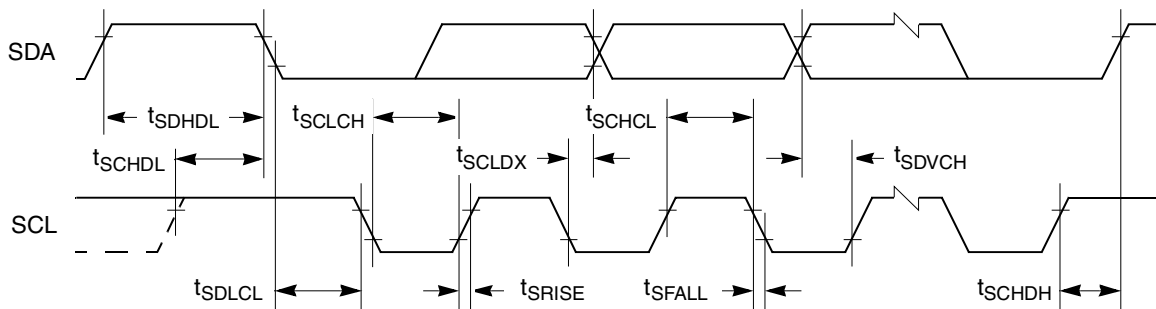 SDA
tSDHDL
tSCLCH
tSCHCL
tSCHDL
tSCLDX
tSDVCH
SCL
tSDLCL
tSRISE
tSFALL
tSCHDH